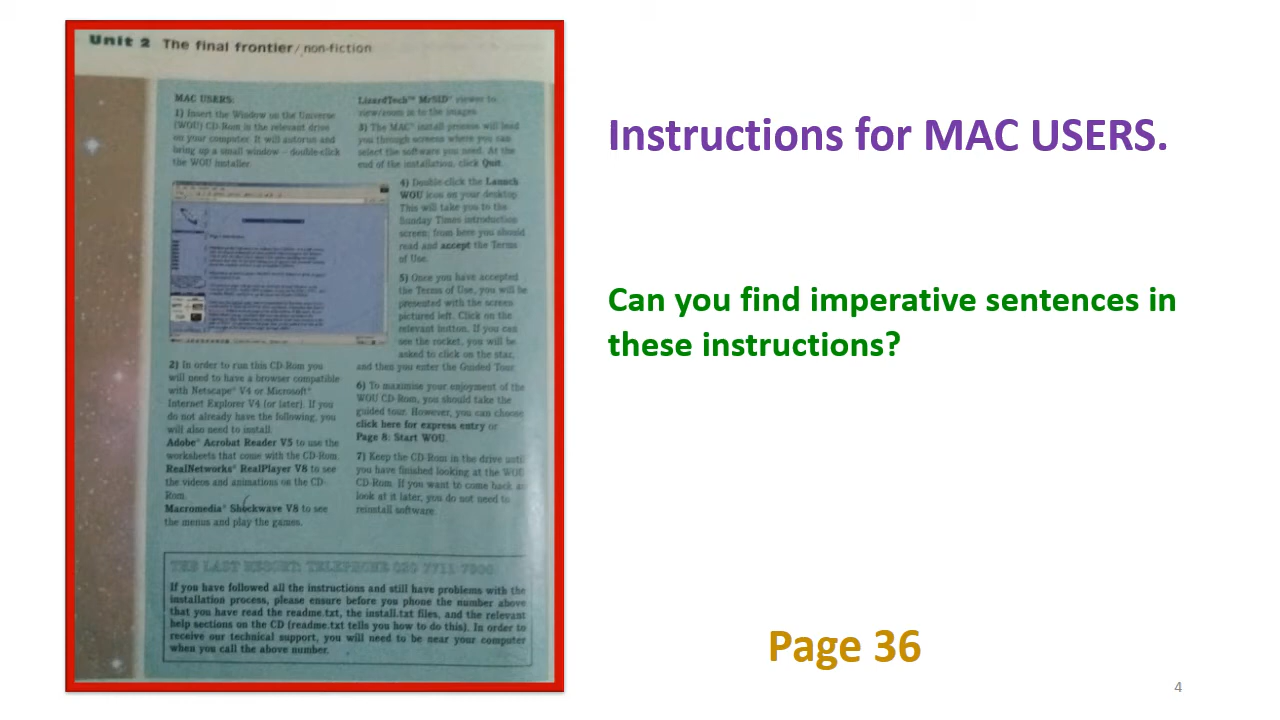 Unit 2 The final frontier / non-fiction
MAC USERS:
1) Insert the Window on the Universe
(WOU) CD-Rom is the relevant drive
on your computer. It will autorun and
bring up a small window – double-click
the WOU installer.
2) In order to run this CD-Rom you
will need to have a browser compatible
with Netscape® V4 or Microsoft®
Internet Explorer V4 (or later). If you
do not already have the following, you
will also need to install.
Adobe® Acrobat Reader V5 to use the
worksheets that come with the CD-Rom.
RealNetworks® RealPlayer V8 to see
the videos and animations on the CD-
Rom.
Macromedia® Shockwave V8 to see
the menus and play the games.
LizardTech™ MrSID® viewer to
view/zoom in to the images.
3) The MAC® install process will lead
you through screens where you can
select the software you need. At the
end of the installation, click Quit.
4) Double-click the Launch
WOU icon on your desktop.
This will take you to the
Sunday Times introduction
screen; from here you should
read and accept the Terms
of Use.
5) Once you have accepted
the Terms of Use, you will be
presented with the screen
pictured left. Click on the
relevant button. If you can
see the rocket, you will be
asked to click on the star,
and then you enter the Guided Tour.
6) To maximise your enjoyment of the
WOU CD-Rom, you should take the
guided tour. However, you can choose
click here for express entry or
Page 8: Start WOU.
7) Keep the CD-Rom in the drive until
you have finished looking at the WOU
CD-Rom. If you want to come back and
look at it later, you do not need to
reinstall software.
THE LAST RESORT: TELEPHONE 020 7711 7000
If you have followed all the instructions and still have problems with the
installation process, please ensure before you phone the number above
that you have read the readme.txt, the install.txt files, and the relevant
help sections on the CD (readme.txt tells you how to do this). In order to
receive our technical support, you will need to be near your computer
when you call the above number.
Instructions for MAC USERS.
Can you find imperative sentences in
these instructions?
Page 36
4